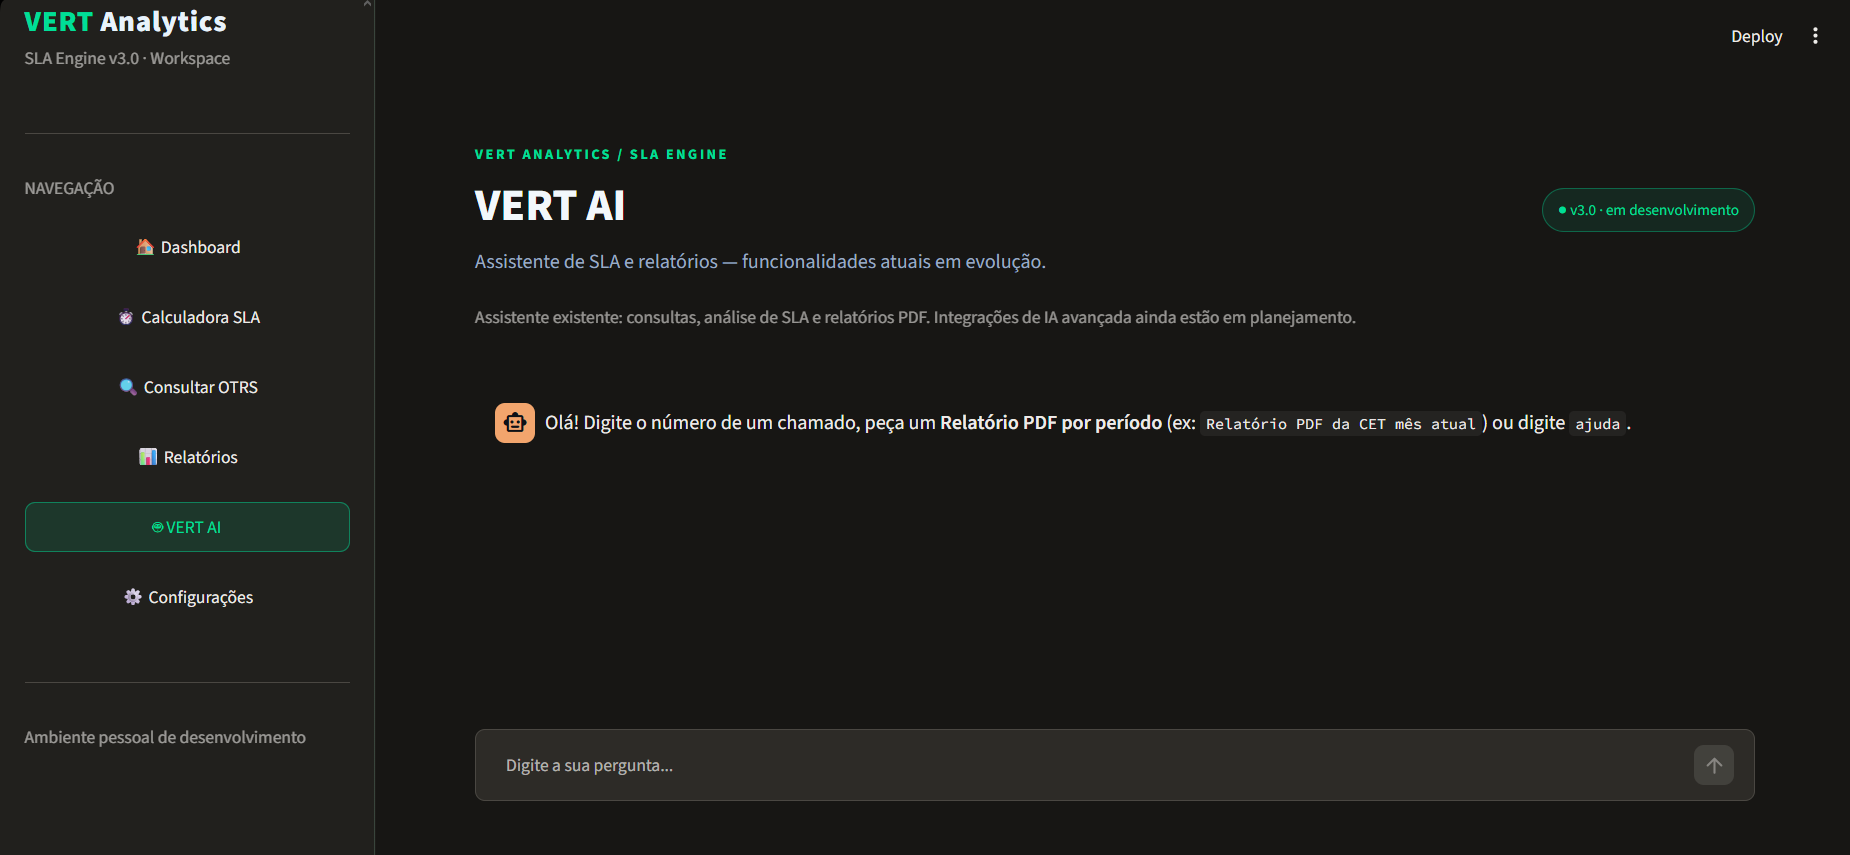 VERT Analytics
SLA Engine v3.0 · Workspace
NAVEGAÇÃO
Dashboard
Calculadora SLA
Consultar OTRS
Relatórios
VERT AI
Configurações
Ambiente pessoal de desenvolvimento
Deploy
VERT ANALYTICS / SLA ENGINE
VERT AI
v3.0 · em desenvolvimento
Assistente de SLA e relatórios — funcionalidades atuais em evolução.
Assistente existente: consultas, análise de SLA e relatórios PDF. Integrações de IA avançada ainda estão em planejamento.
Olá! Digite o número de um chamado, peça um Relatório PDF por período (ex: Relatório PDF da CET mês atual) ou digite ajuda.
Digite a sua pergunta...